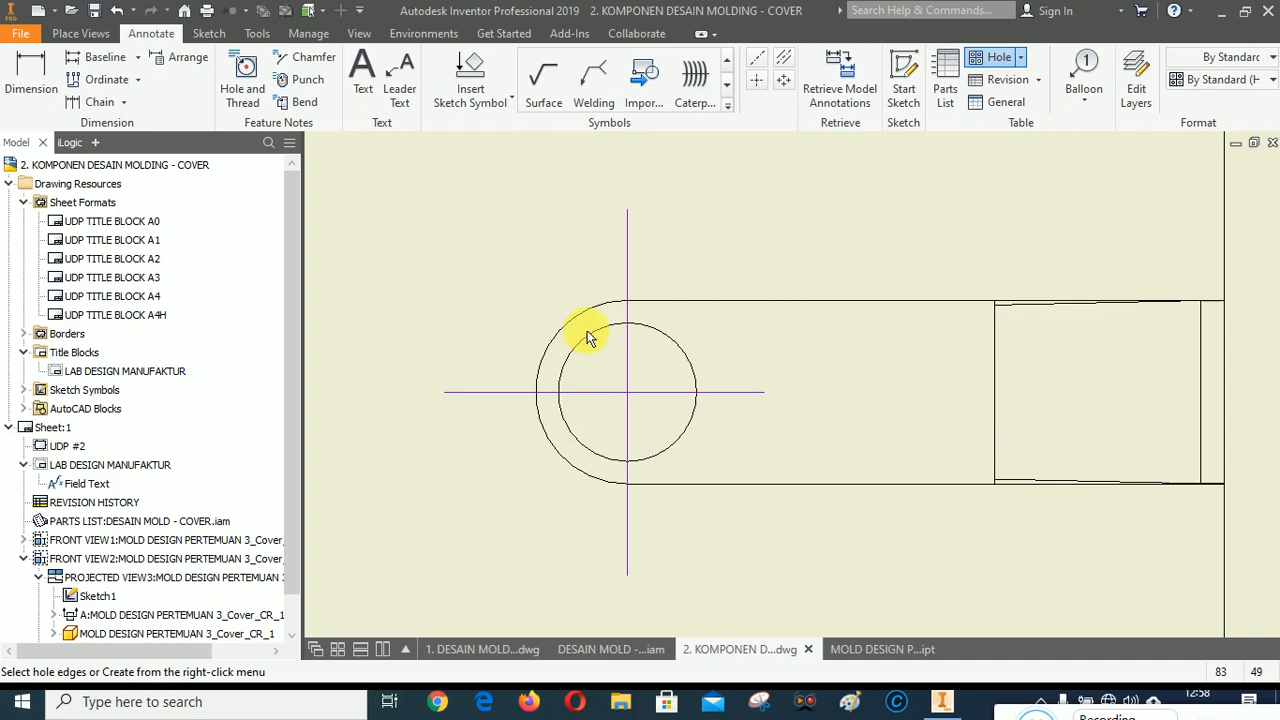 PRO
Autodesk Inventor Professional 2019 2. KOMPONEN DESAIN MOLDING - COVER
Search Help & Commands...
Sign In
File Place Views Annotate Sketch Tools Manage View Environments Get Started Add-Ins Collaborate
Dimension
Baseline
Ordinate
Chain
Arrange
Dimension
Hole and Thread
Chamfer
Punch
Bend
Feature Notes
Text
Leader Text
Text
Insert Sketch Symbol
Surface
Welding
Impor...
Caterp...
Symbols
Retrieve Model Annotations
Retrieve
Start Sketch
Sketch
Parts List
Hole
Revision
General
Table
Balloon
1
Edit Layers
By Standarc
By Standard (H
Format
Model iLogic
2. KOMPONEN DESAIN MOLDING - COVER
Drawing Resources
Sheet Formats
UDP TITLE BLOCK A0
UDP TITLE BLOCK A1
UDP TITLE BLOCK A2
UDP TITLE BLOCK A3
UDP TITLE BLOCK A4
UDP TITLE BLOCK A4H
Borders
Title Blocks
LAB DESIGN MANUFAKTUR
Sketch Symbols
AutoCAD Blocks
Sheet:1
UDP #2
LAB DESIGN MANUFAKTUR
Field Text
REVISION HISTORY
PARTS LIST:DESAIN MOLD - COVER.iam
FRONT VIEW1:MOLD DESIGN PERTEMUAN 3_Cover_
FRONT VIEW2:MOLD DESIGN PERTEMUAN 3_Cover_
PROJECTED VIEW3:MOLD DESIGN PERTEMUAN 3
Sketch1
A:MOLD DESIGN PERTEMUAN 3_Cover_CR_1
MOLD DESIGN PERTEMUAN 3_Cover_CR_1
1. DESAIN MOLD...dwg DESAIN MOLD -...iam 2. KOMPONEN D...dwg MOLD DESIGN P...ipt
Select hole edges or Create from the right-click menu
83 49
Type here to search
12:58
Recording